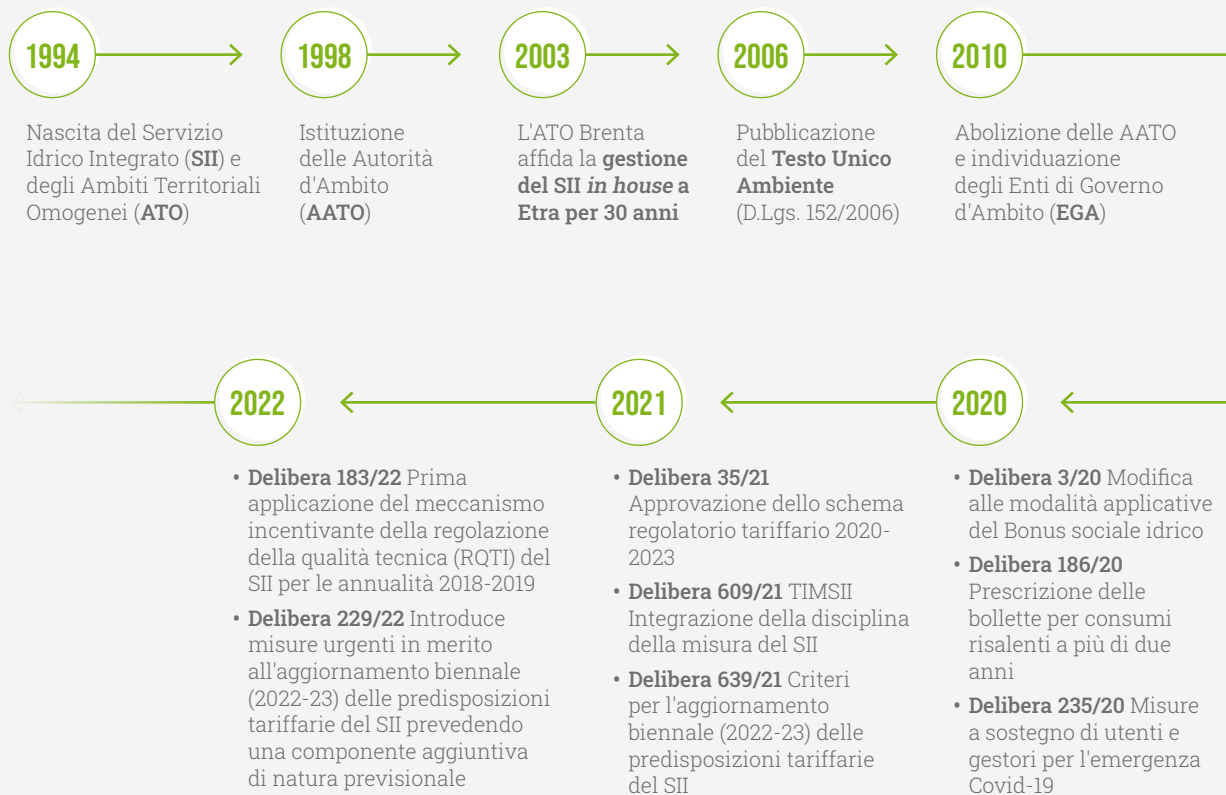 1994
Nascita del Servizio
Idrico Integrato (SII) e
degli Ambiti Territoriali
Omogenei (ATO)
1998
Istituzione
delle Autorità
d'Ambito
(AATO)
2003
L'ATO Brenta
affida la gestione
del SII in house a
Etra per 30 anni
2006
Pubblicazione
del Testo Unico
Ambiente
(D.Lgs. 152/2006)
2010
Abolizione delle AATO
e individuazione
degli Enti di Governo
d'Ambito (EGA)
2022
• Delibera 183/22 Prima
applicazione del meccanismo
incentivante della regolazione
della qualità tecnica (RQTI) del
SII per le annualità 2018-2019
• Delibera 229/22 Introduce
misure urgenti in merito
all'aggiornamento biennale
(2022-23) delle predisposizioni
tariffarie del SII prevedendo
una componente aggiuntiva
di natura previsionale
2021
• Delibera 35/21
Approvazione dello schema
regolatorio tariffario 2020-
2023
• Delibera 609/21 TIMSII
Integrazione della disciplina
della misura del SII
• Delibera 639/21 Criteri
per l'aggiornamento
biennale (2022-23) delle
predisposizioni tariffarie
del SII
2020
• Delibera 3/20 Modifica
alle modalità applicative
del Bonus sociale idrico
• Delibera 186/20
Prescrizione delle
bollette per consumi
risalenti a più di due
anni
• Delibera 235/20 Misure
a sostegno di utenti e
gestori per l'emergenza
Covid-19